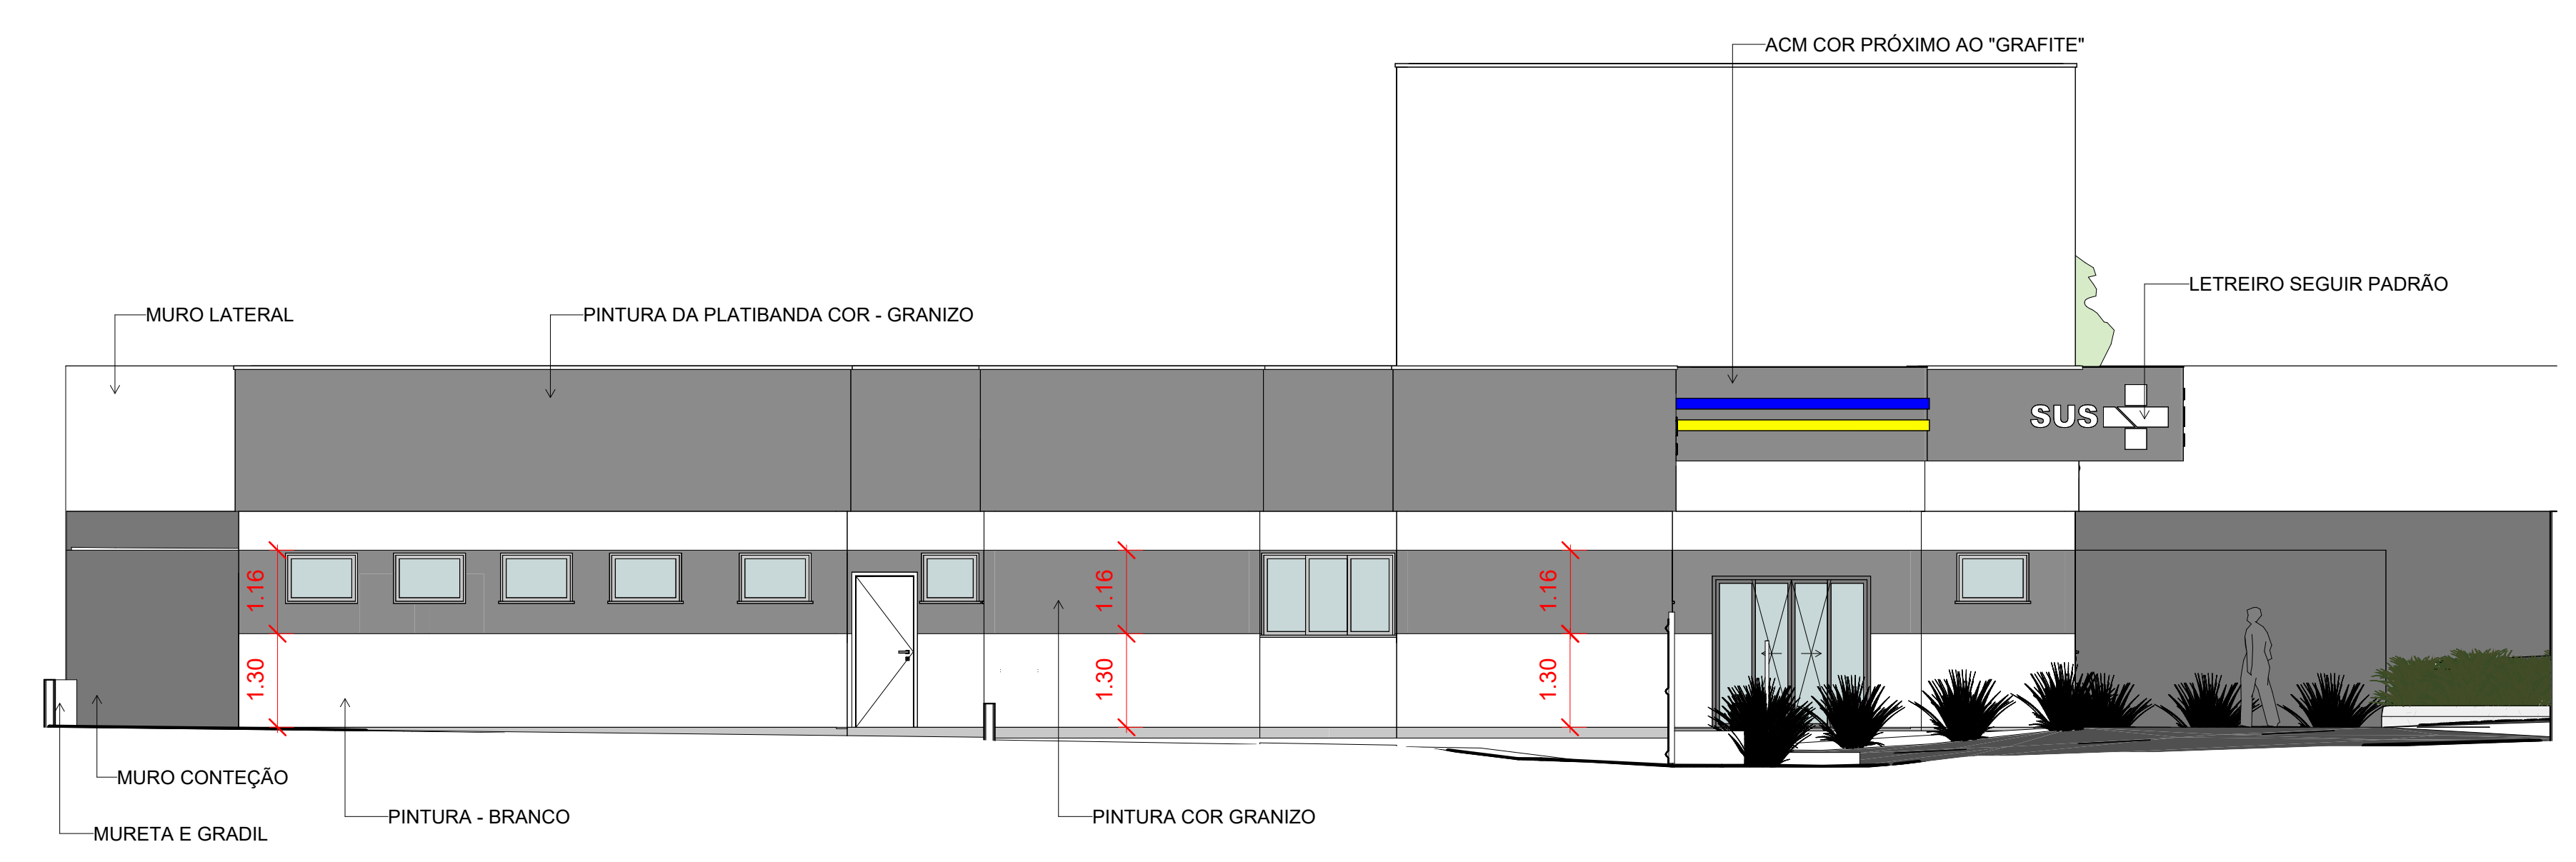 ACM COR PRÓXIMO AO "GRAFITE"
LETREIRO SEGUIR PADRÃO
MURO LATERAL
PINTURA DA PLATIBANDA COR - GRANIZO
SUS
1.16
1.16
1.16
1.30
1.30
1.30
MURO CONTEÇÃO
PINTURA - BRANCO
PINTURA COR GRANIZO
MURETA E GRADIL